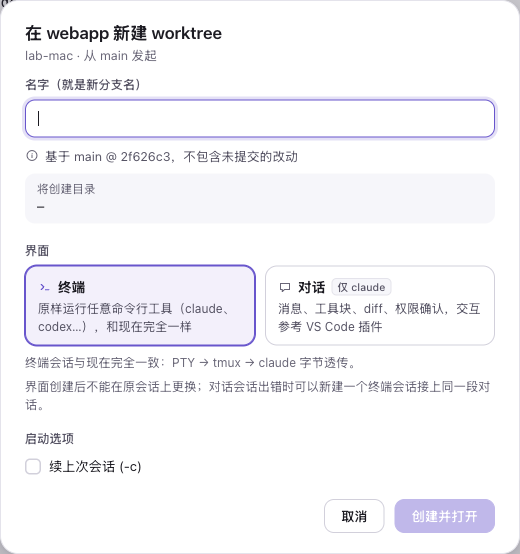 在 webapp 新建 worktree
lab-mac · 从 main 发起
名字（就是新分支名）
基于 main @ 2f626c3，不包含未提交的改动
将创建目录
–
界面
终端
原样运行任意命令行工具（claude、
codex…），和现在完全一样
对话 仅 claude
消息、工具块、diff、权限确认，交互
参考 VS Code 插件
终端会话与现在完全一致：PTY → tmux → claude 字节透传。
界面创建后不能在原会话上更换；对话会话出错时可以新建一个终端会话接上同一段对
话。
启动选项
续上次会话 (-c)
取消 创建并打开